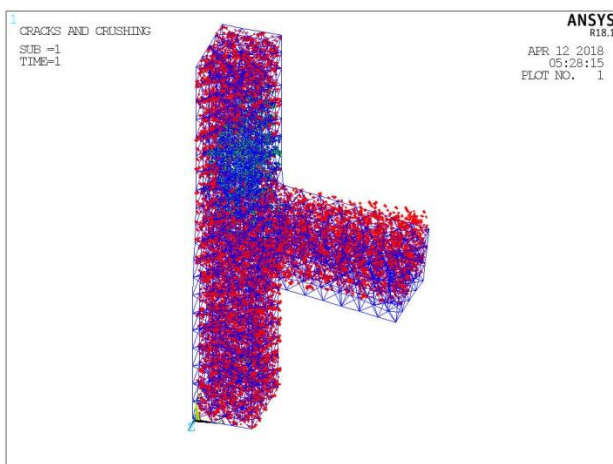 1
CRACKS AND CRUSHING
SUB =1
TIME=1
ANSYS
R18.1
APR 12 2018
05:28:15
PLOT NO. 1
Z